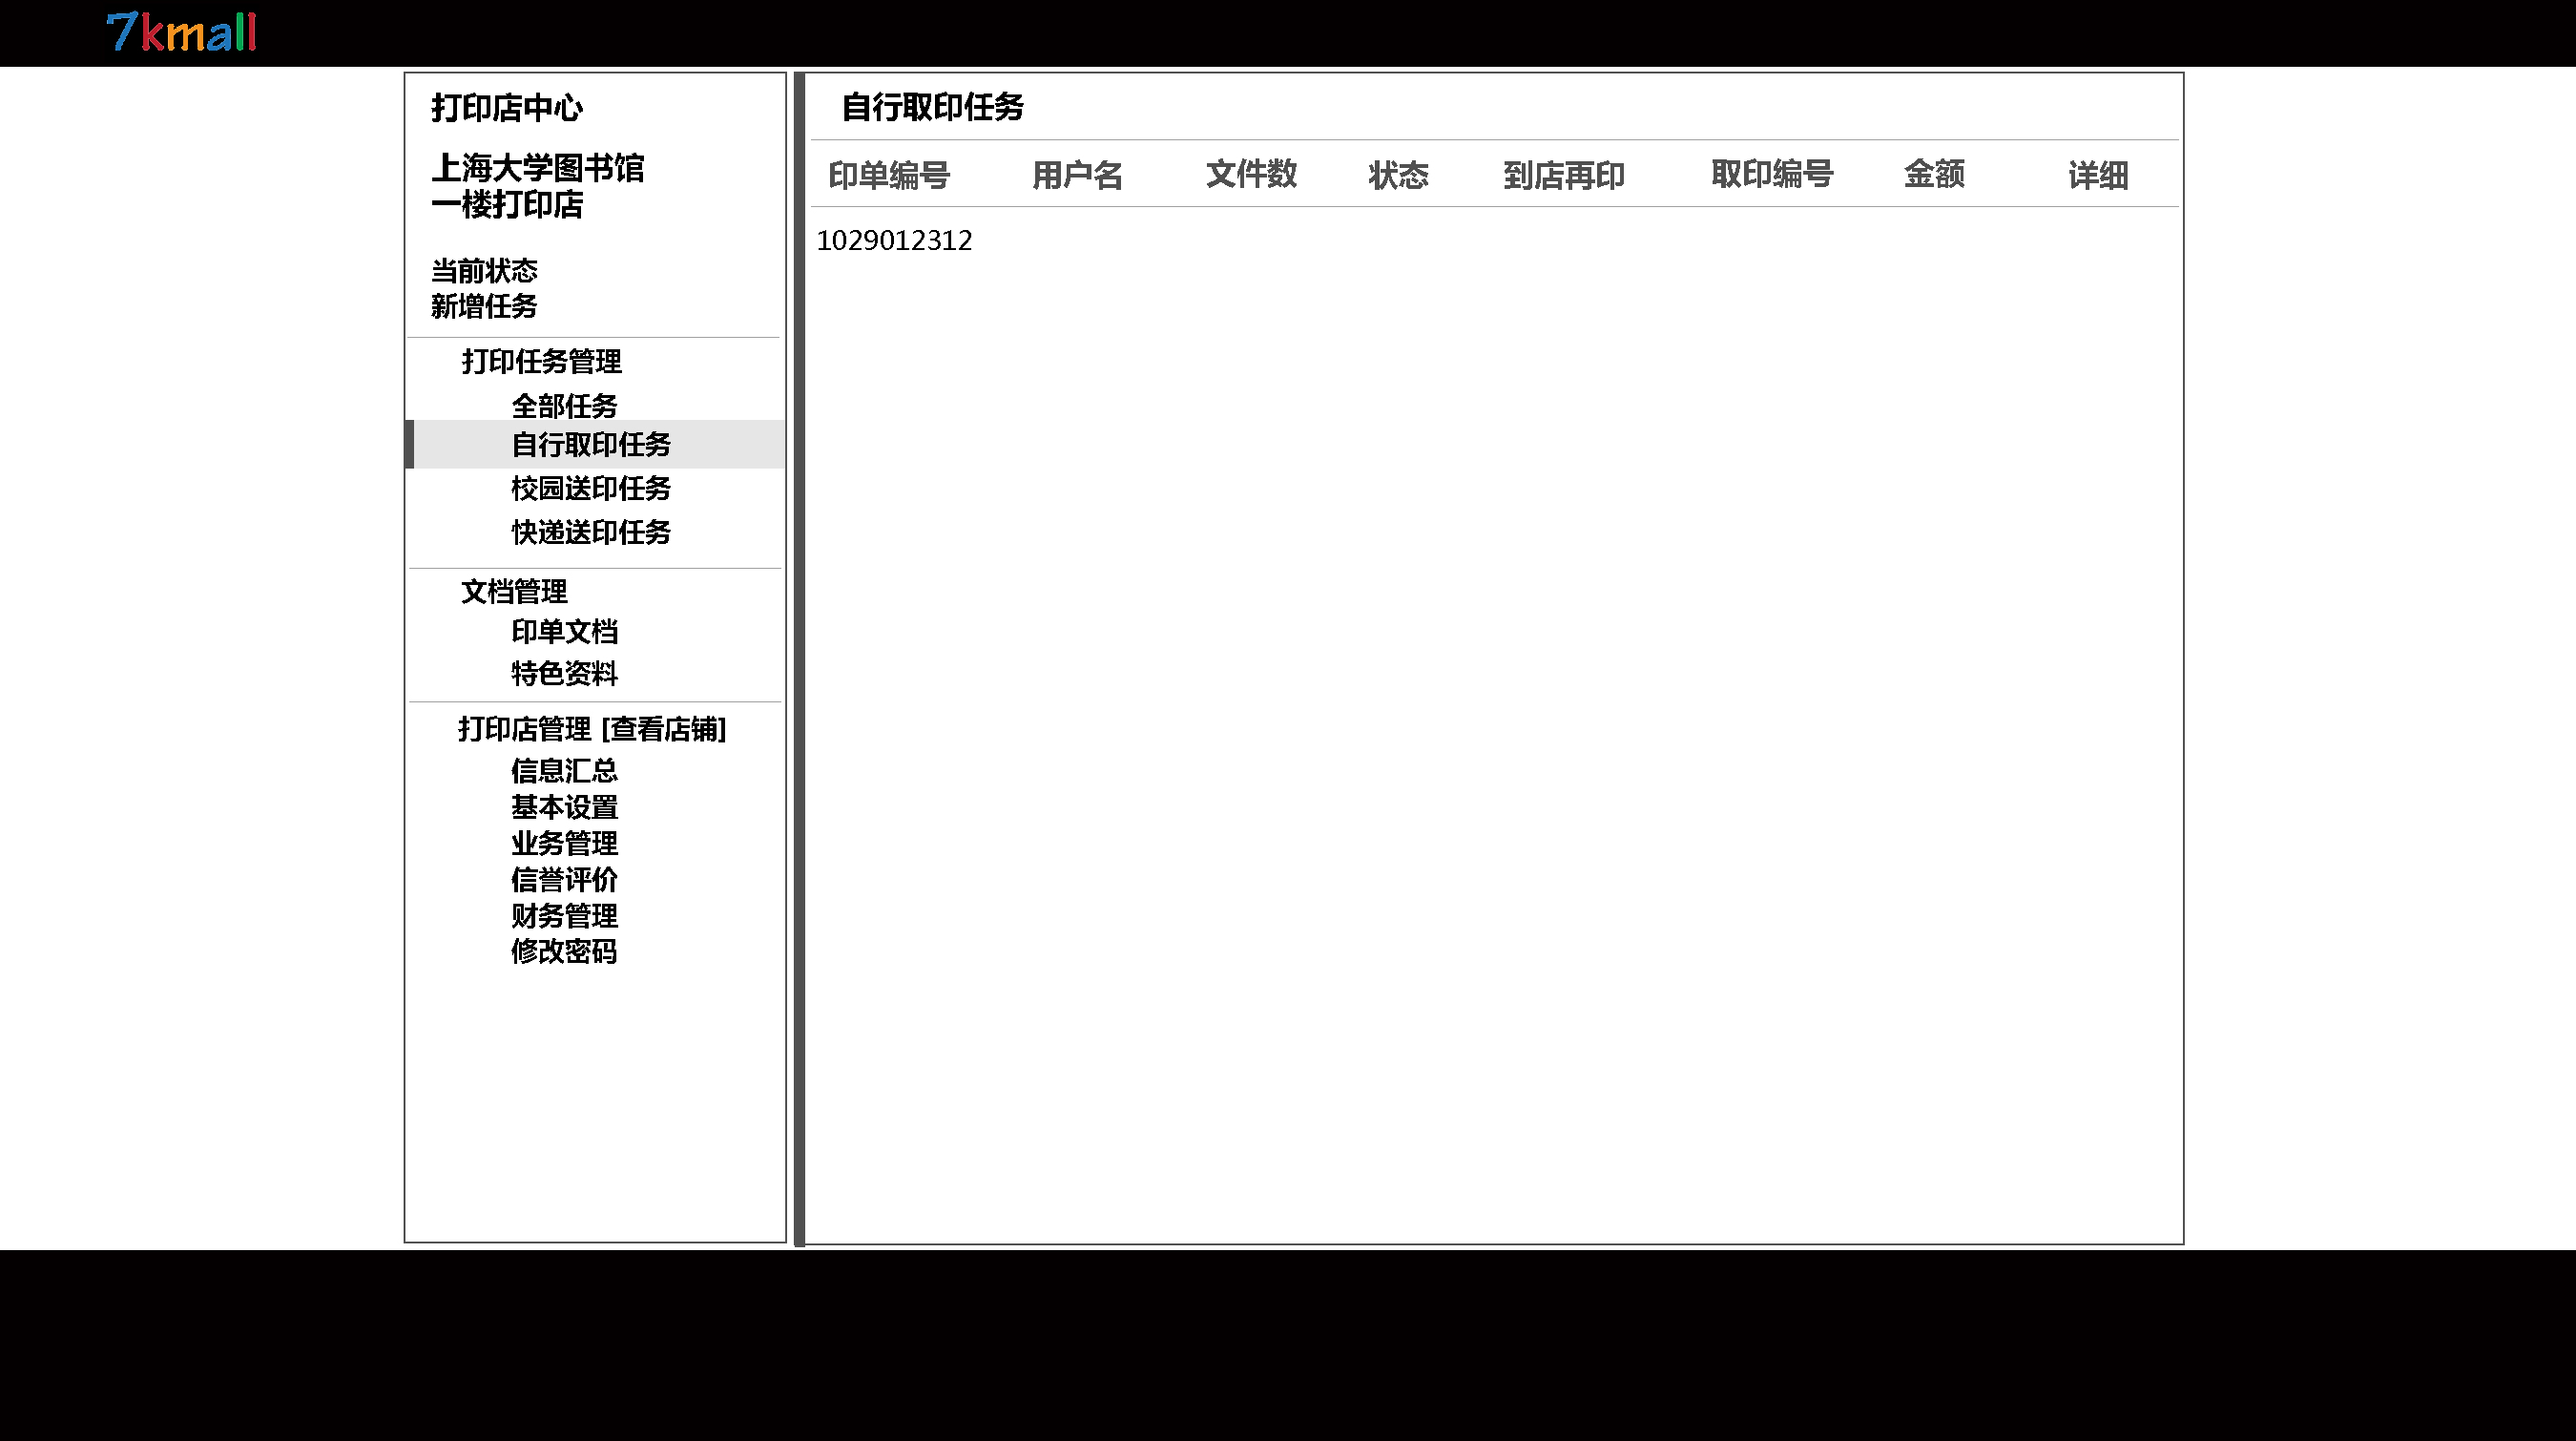 7kmall
打印店中心
上海大学图书馆
一楼打印店
当前状态
新增任务
打印任务管理
全部任务
自行取印任务
校园送印任务
快递送印任务
文档管理
印单文档
特色资料
打印店管理 [查看店铺]
信息汇总
基本设置
业务管理
信誉评价
财务管理
修改密码
自行取印任务
印单编号 用户名 文件数 状态 到店再印 取印编号 金额 详细
1029012312